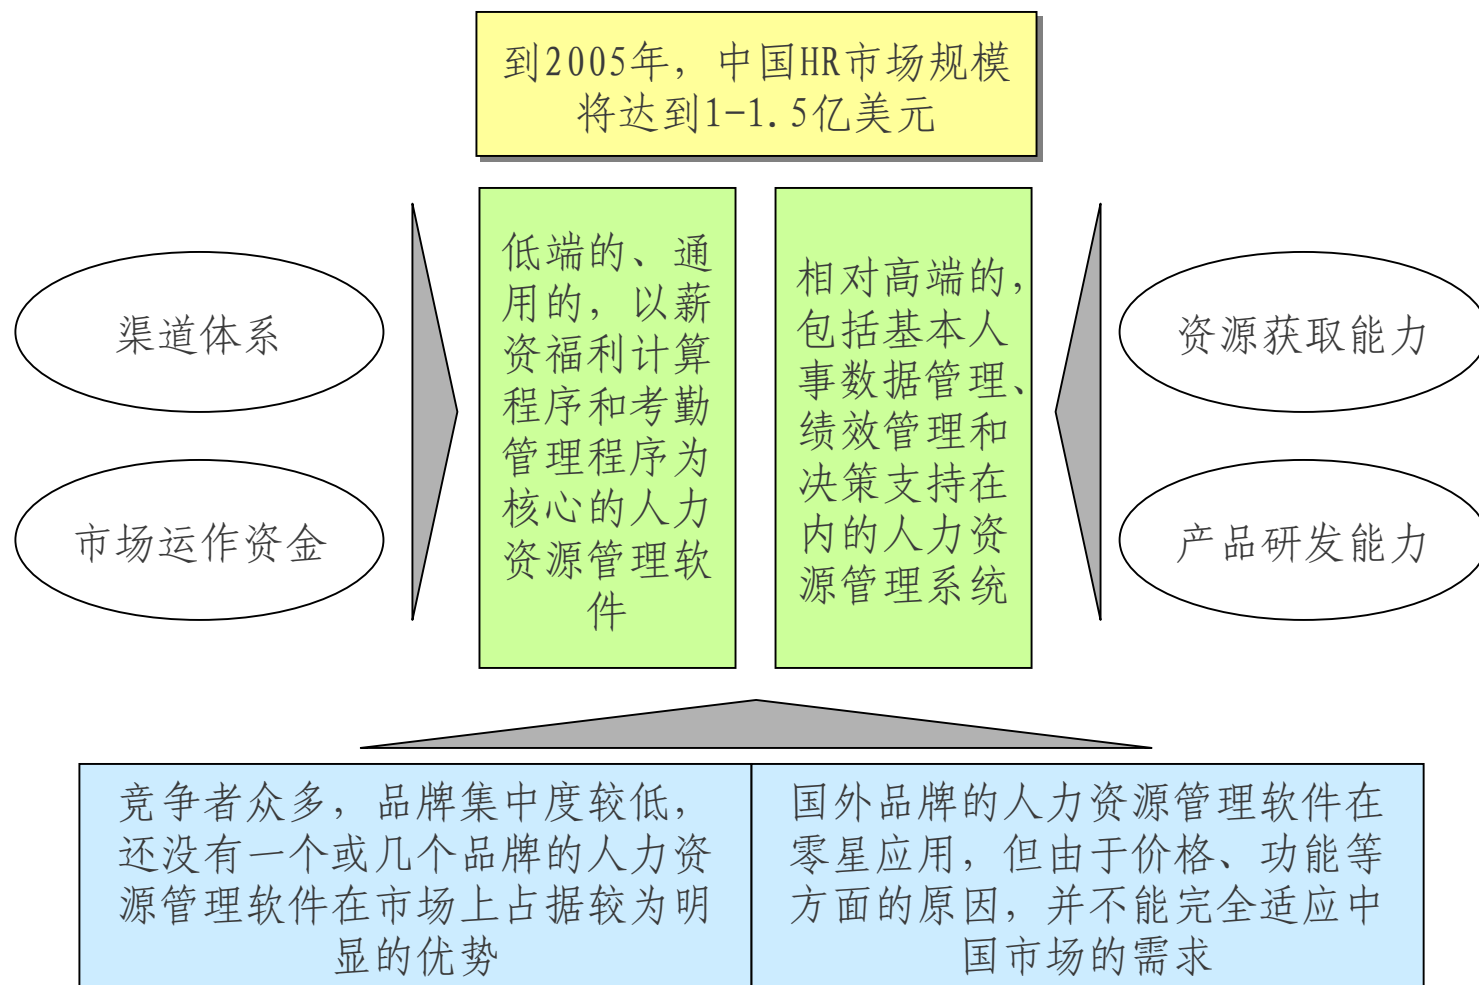 到2005年，中国HR市场规模
将达到1-1.5亿美元
渠道体系
市场运作资金
低端的、通
用的，以薪
资福利计算
程序和考勤
管理程序为
核心的人力
资源管理软
件
相对高端的，
包括基本人
事数据管理、
绩效管理和
决策支持在
内的人力资
源管理系统
资源获取能力
产品研发能力
竞争者众多，品牌集中度较低，
还没有一个或几个品牌的人力资
源管理软件在市场上占据较为明
显的优势
国外品牌的人力资源管理软件在
零星应用，但由于价格、功能等
方面的原因，并不能完全适应中
国市场的需求